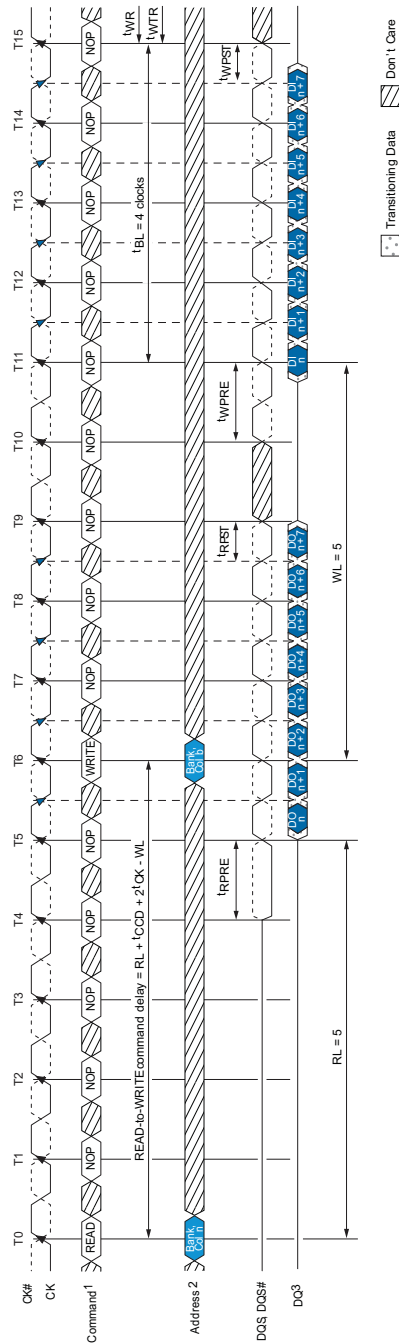 T0 T1 T2 T3 T4 T5 T6 T7 T8 T9 T10 T11 T12 T13 T14 T15
CK#
CK
Command1 READ NOP NOP NOP NOP NOP WRITE NOP NOP NOP NOP NOP NOP NOP NOP NOP
tWR
READ-to-WRITEcommand delay = RL + tCCD + 2tCK - WL
tBL = 4 clocks
tWTR
Address 2 Bank, Col n Bank, Col b
tRPRE tRPST tWPRE tWPST
DQS, DQS#
DQ3 DO n DO n+1 DO n+2 DO n+3 DO n+4 DO n+5 DO n+6 DO n+7 DI n DI n+1 DI n+2 DI n+3 DI n+4 DI n+5 DI n+6 DI n+7
RL = 5 WL = 5
Transitioning Data Don't Care